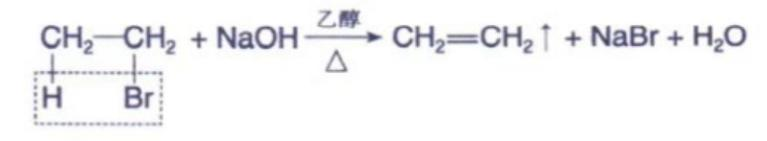 乙醇
CH₂—CH₂ + NaOH ⟶ CH₂=CH₂↑ + NaBr + H₂O
△
H Br